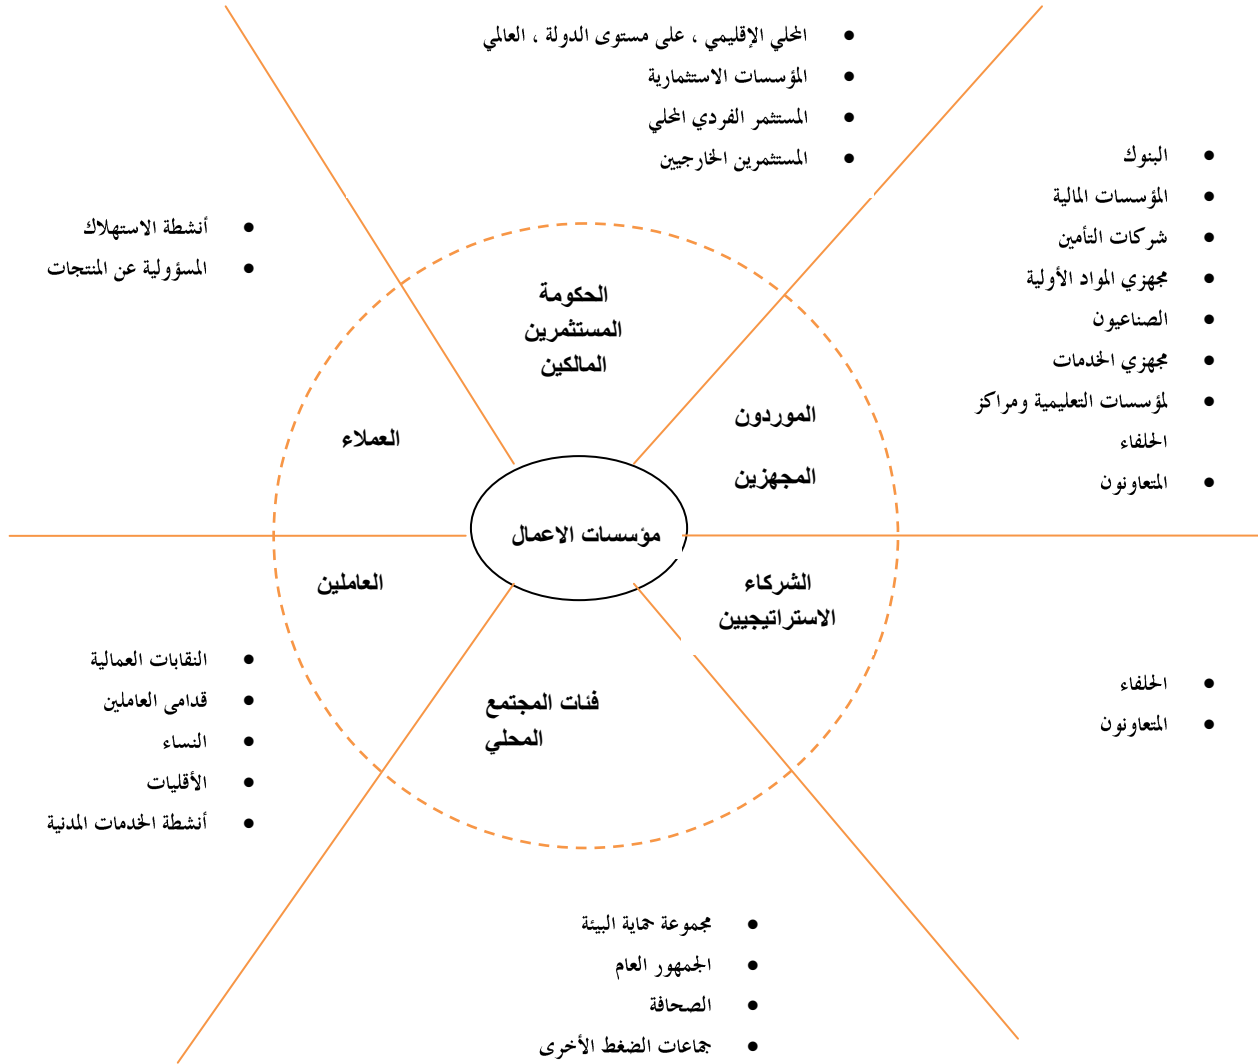 • المحلي الإقليمي ، على مستوى الدولة ، العالمي
• المؤسسات الاستثمارية
• المستثمر الفردي المحلي
• المستثمرين الخارجيين
• البنوك
• المؤسسات المالية
• شركات التأمين
• مجهزي المواد الأولية
• الصناعيون
• مجهزي الخدمات
• لمؤسسات التعليمية ومراكز
الحلفاء
• المتعاونون
• أنشطة الاستهلاك
• المسؤولية عن المنتجات
الحكومة
المستثمرين
المالكين
الموردون
المجهزين
العملاء
مؤسسات الاعمال
الشركاء
الاستراتيجيين
العاملين
فئات المجتمع
المحلي
• الحلفاء
• المتعاونون
• النقابات العمالية
• قدامى العاملين
• النساء
• الأقليات
• أنشطة الخدمات المدنية
• مجموعة حماية البيئة
• الجمهور العام
• الصحافة
• جماعات الضغط الأخرى